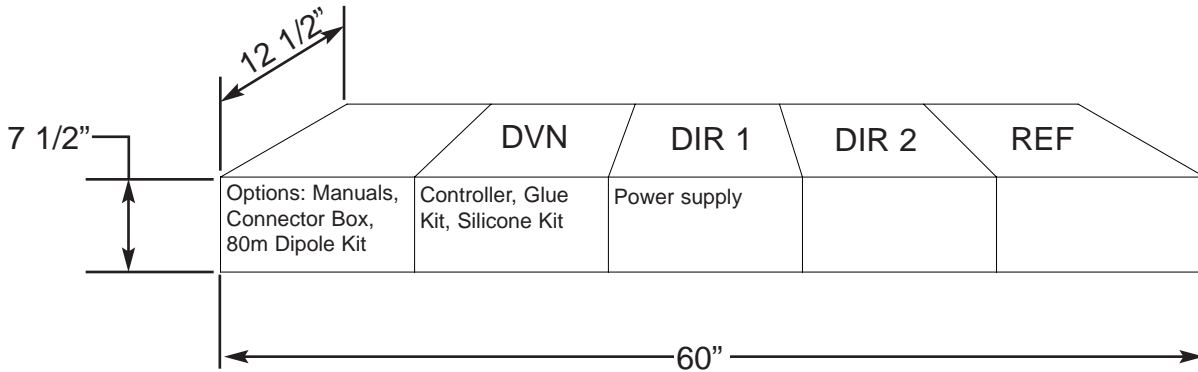 12 1/2”
7 1/2”
DVN
DIR 1
DIR 2
REF
Options: Manuals,
Connector Box,
80m Dipole Kit
Controller, Glue
Kit, Silicone Kit
Power supply
60”